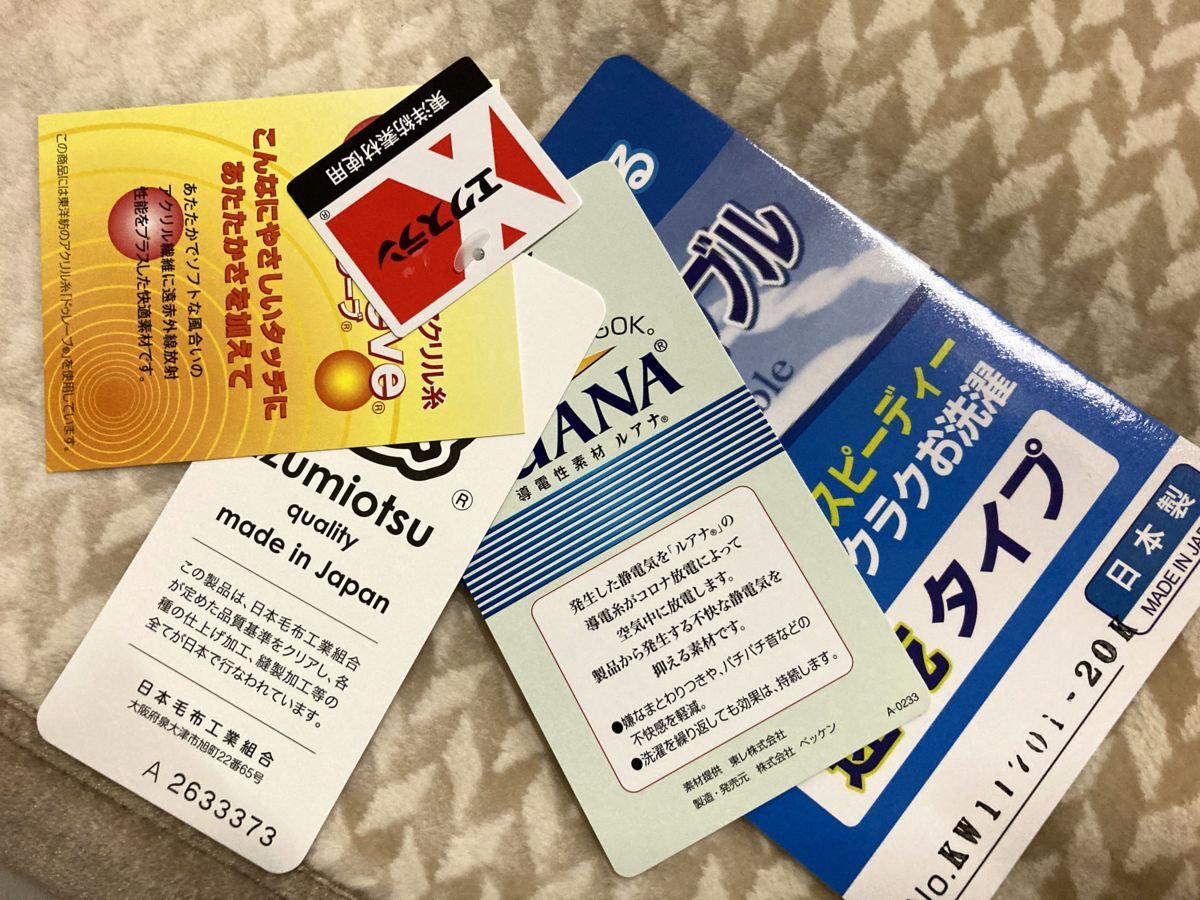 こんなにやさしいタッチに
あたたかさを加えて
あたたかでソフトな風合いの
アクリル繊維に遠赤外線放射
性能をプラスした快適素材です。
この商品には東洋紡のアクリル糸「ドゥレーブ®」を使用しています。
アクリル糸
eve®
ーブ®
東洋紡素材使用
エクスラン
®
zumiotsu
®
quality
made in Japan
この製品は、日本毛布工業組合
が定めた品質基準をクリアし、各
種の仕上げ加工、縫製加工等の
全てが日本で行なわれています。
日本毛布工業組合
大阪府泉大津市旭町22番65号
A 2633373
OK。
ANA®
導電性素材 ルアナ®
発生した静電気を「ルアナ®」の
導電糸がコロナ放電によって
空気中に放電します。
製品から発生する不快な静電気を
抑える素材です。
●嫌なまとわりつきや、パチパチ音などの
不快感を軽減。
●洗濯を繰り返しても効果は、持続します。
A-0233
素材提供 東レ株式会社
製造・発売元 株式会社 ベッケン
る
ブル
ble
スピーディー
クラクお洗濯
タイプ
日本製
MADE IN JA
No.KW11701-20